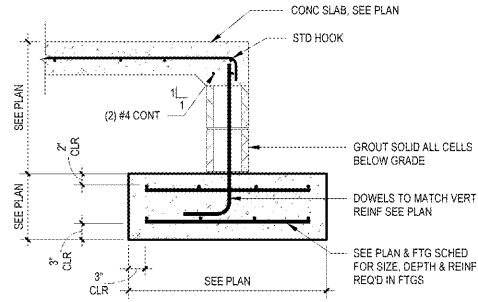 CONC SLAB, SEE PLAN
STD HOOK
SEE PLAN
1
1
(2) #4 CONT
2"
CLR
GROUT SOLID ALL CELLS
BELOW GRADE
SEE PLAN
DOWELS TO MATCH VERT
REINF SEE PLAN
3"
CLR
SEE PLAN & FTG SCHED
FOR SIZE, DEPTH & REINF
REQ'D IN FTGS
3"
CLR
SEE PLAN